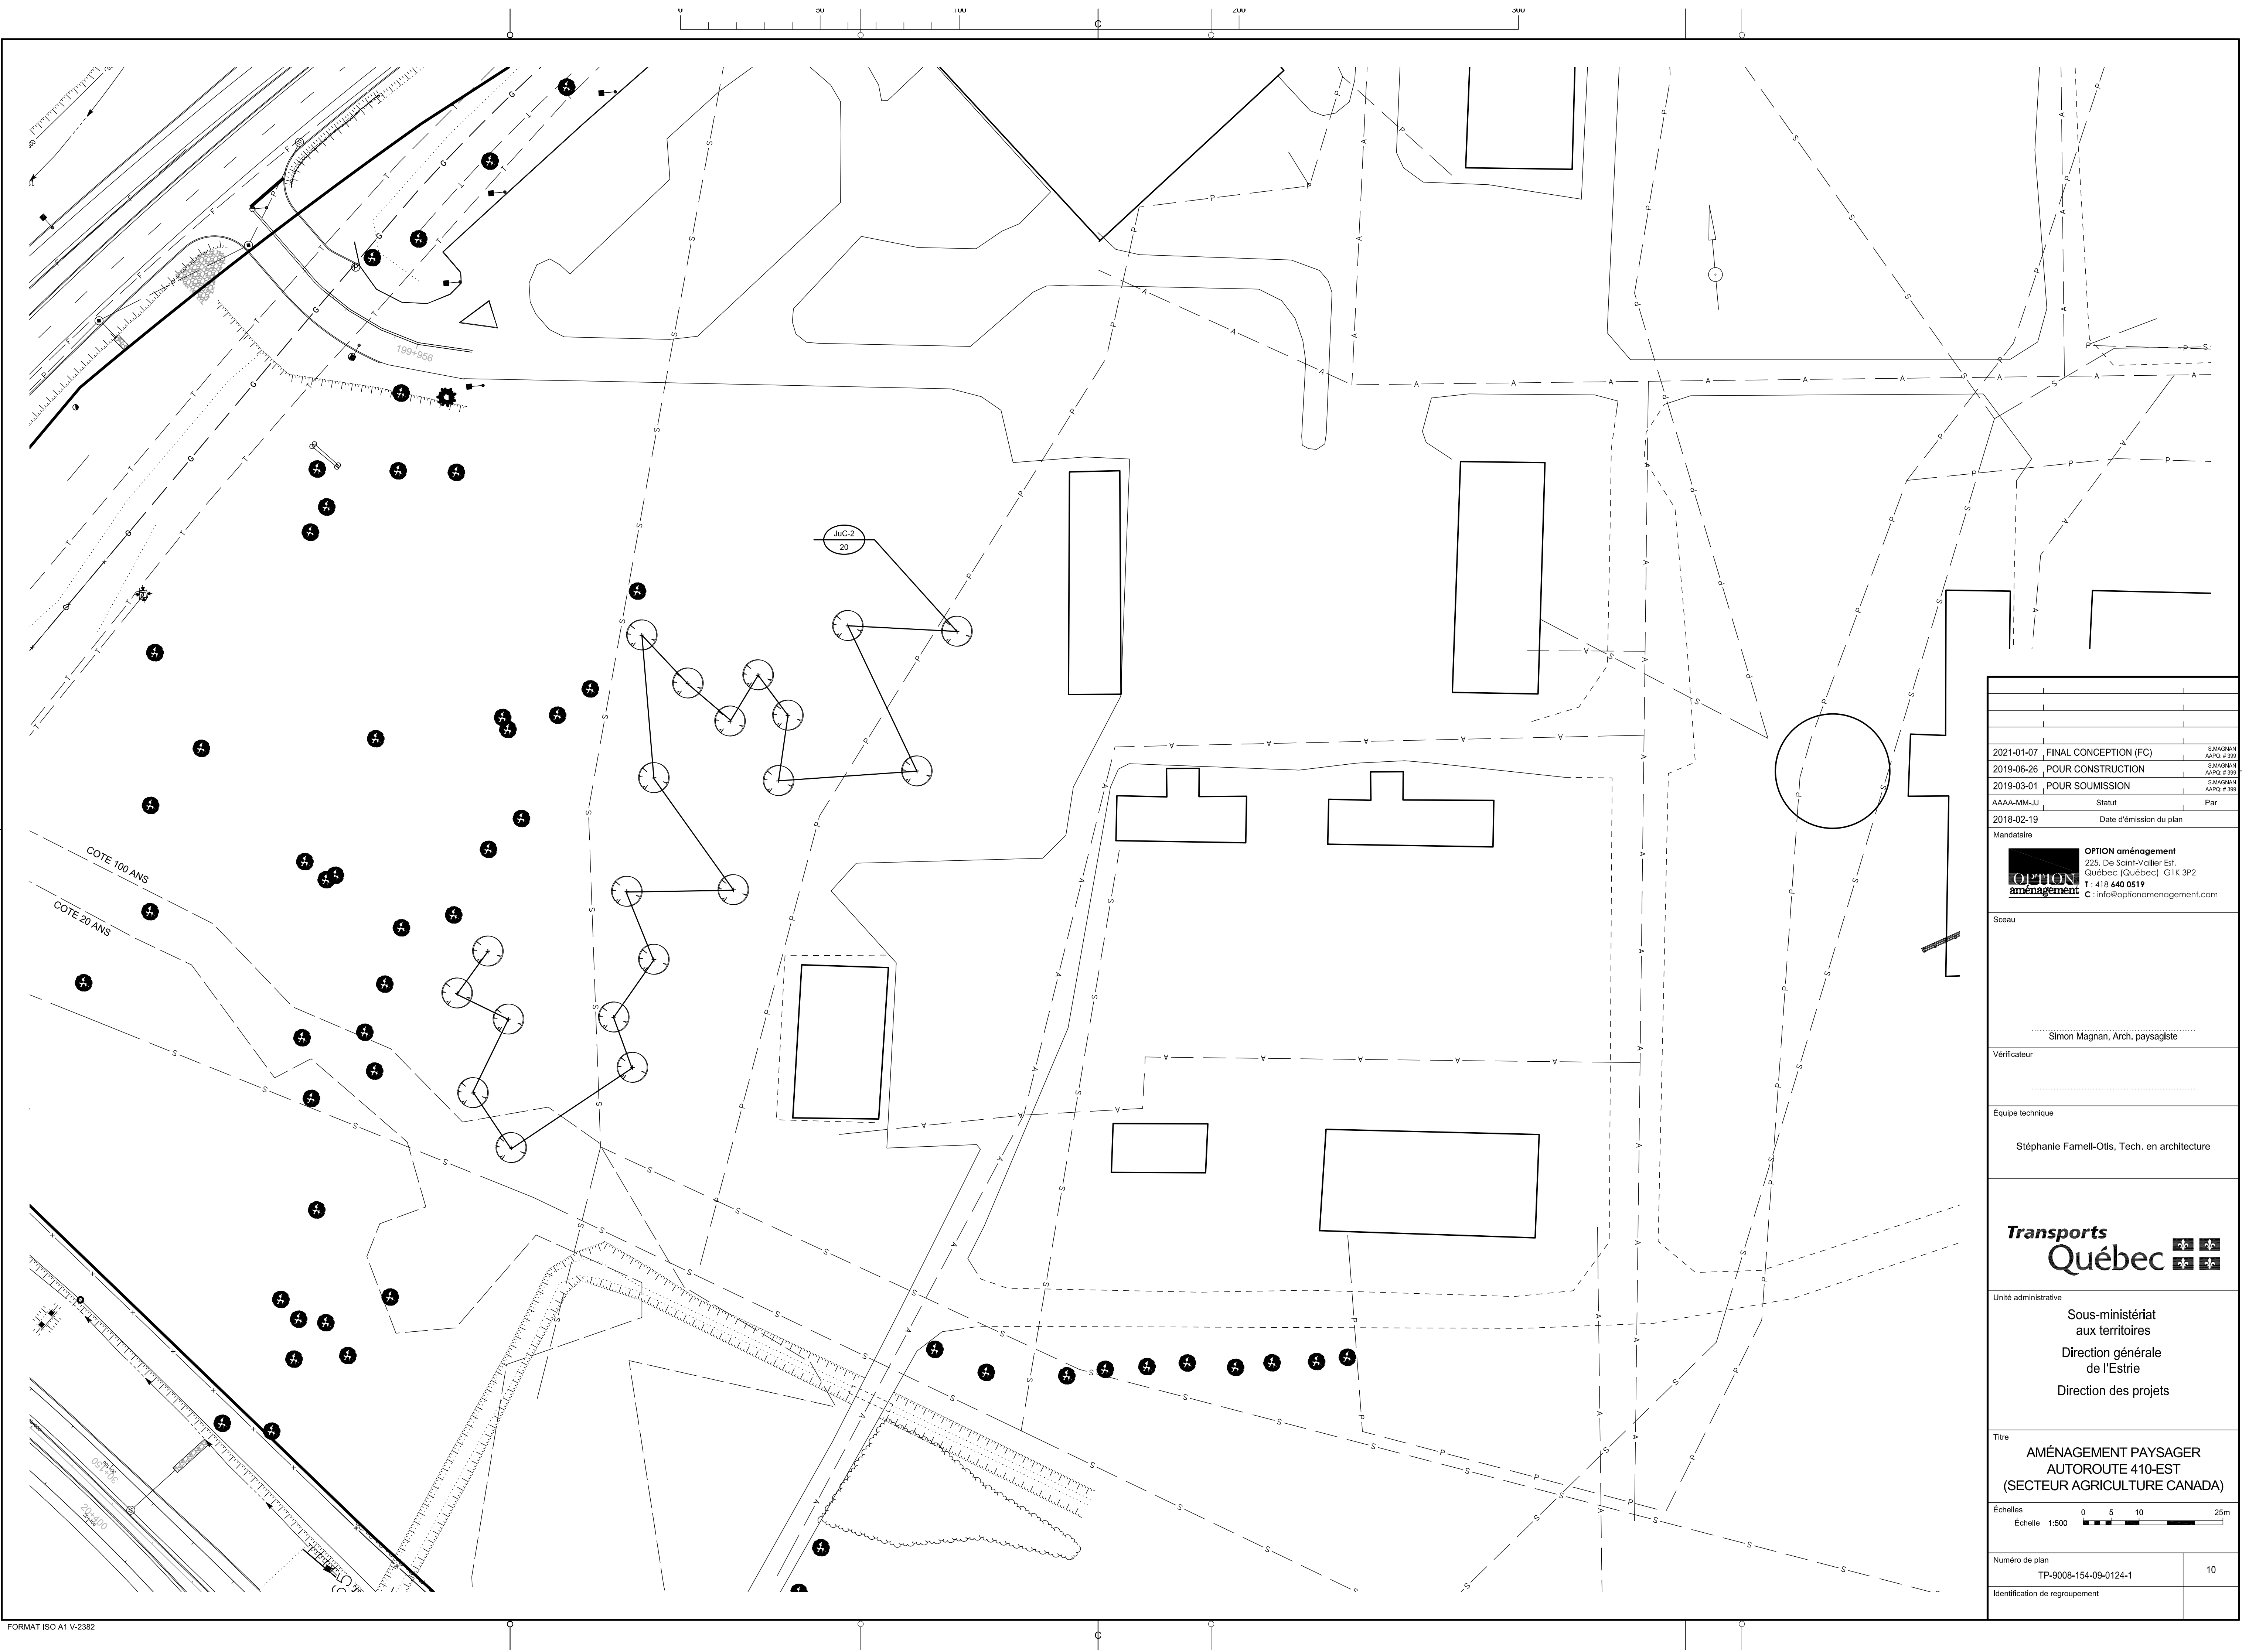 0 50 100 200 300
C
199+956
JuC-2
20
COTE 100 ANS
COTE 20 ANS
30+150
20+400
2021-01-07 FINAL CONCEPTION (FC) S.MAGNAN AAPQ: # 399
2019-06-26 POUR CONSTRUCTION S.MAGNAN AAPQ: # 399
2019-03-01 POUR SOUMISSION S.MAGNAN AAPQ: # 399
AAAA-MM-JJ Statut Par
2018-02-19 Date d'émission du plan
Mandataire
OPTION aménagement
OPTION aménagement
225, De Saint-Vallier Est,
Québec (Québec) G1K 3P2
T : 418 640 0519
C : info@optionamenagement.com
Sceau
Simon Magnan, Arch. paysagiste
Vérificateur
Équipe technique
Stéphanie Farnell-Otis, Tech. en architecture
Transports
Québec
Unité administrative
Sous-ministériat
aux territoires
Direction générale
de l'Estrie
Direction des projets
Titre
AMÉNAGEMENT PAYSAGER
AUTOROUTE 410-EST
(SECTEUR AGRICULTURE CANADA)
Échelles
0 5 10 25m
Échelle 1:500
Numéro de plan
TP-9008-154-09-0124-1
10
Identification de regroupement
FORMAT ISO A1 V-2382
C